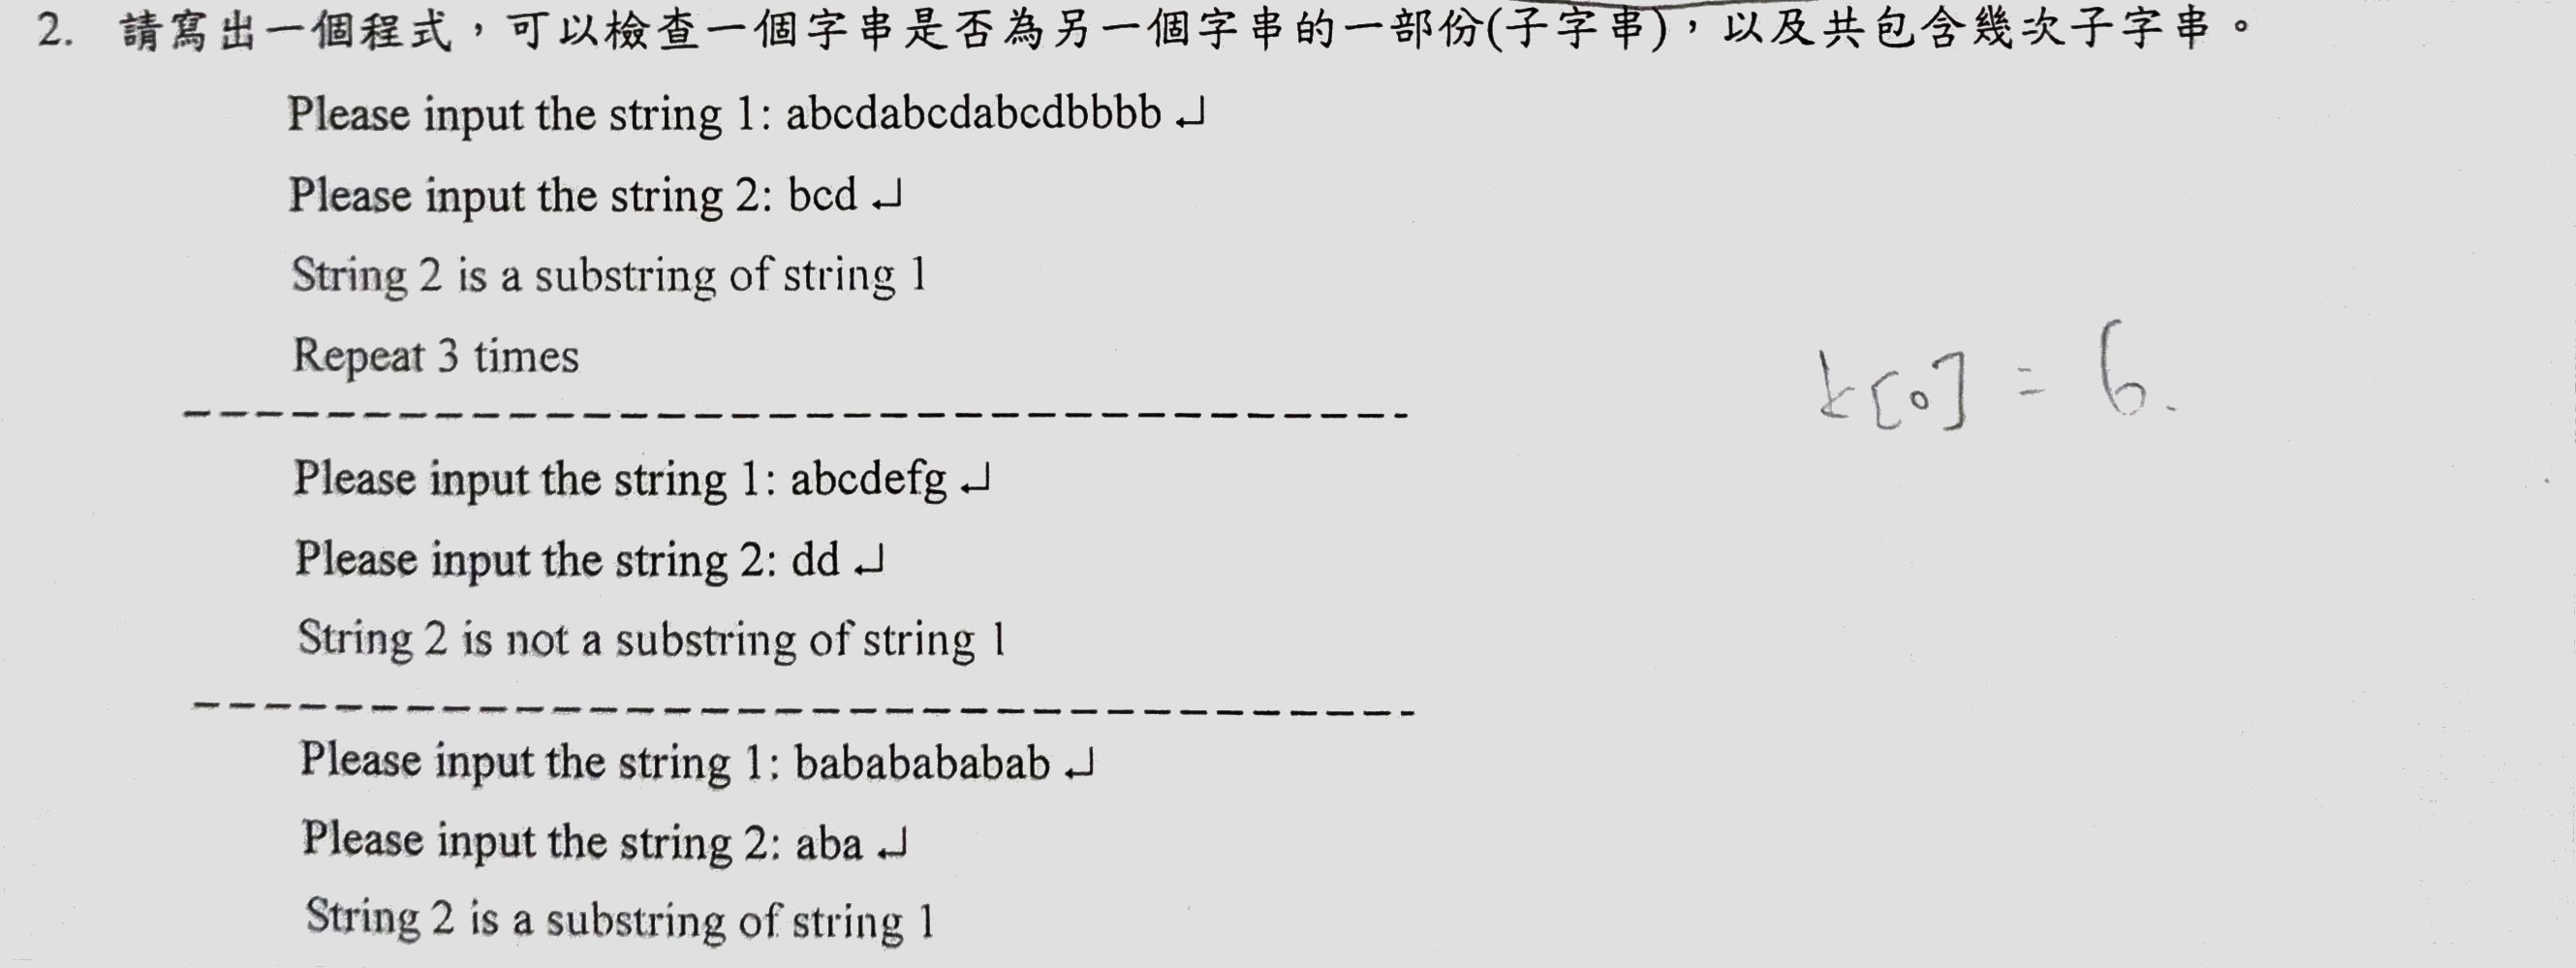 2. 請寫出一個程式，可以檢查一個字串是否為另一個字串的一部份(子字串)，以及共包含幾次子字串。
Please input the string 1: abcdabcdabcdbbbb ↵
Please input the string 2: bcd ↵
String 2 is a substring of string 1
Repeat 3 times
t[0] = 6.
Please input the string 1: abcdefg ↵
Please input the string 2: dd ↵
String 2 is not a substring of string 1
Please input the string 1: bababababab ↵
Please input the string 2: aba ↵
String 2 is a substring of string 1